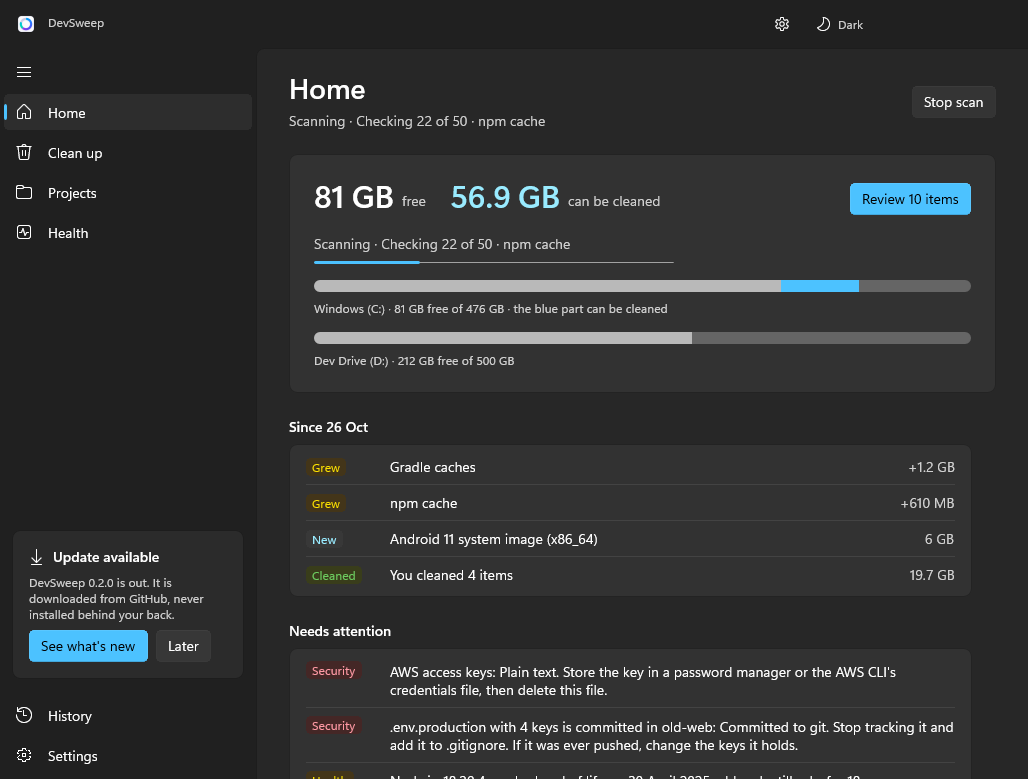 DevSweep
Dark
Home
Clean up
Projects
Health
Update available
DevSweep 0.2.0 is out. It is
downloaded from GitHub, never
installed behind your back.
See what's new
Later
History
Settings
Home
Scanning · Checking 22 of 50 · npm cache
Stop scan
81 GB free 56.9 GB can be cleaned
Review 10 items
Scanning · Checking 22 of 50 · npm cache
Windows (C:) · 81 GB free of 476 GB · the blue part can be cleaned
Dev Drive (D:) · 212 GB free of 500 GB
Since 26 Oct
Grew Gradle caches +1.2 GB
Grew npm cache +610 MB
New Android 11 system image (x86_64) 6 GB
Cleaned You cleaned 4 items 19.7 GB
Needs attention
Security AWS access keys: Plain text. Store the key in a password manager or the AWS CLI's
credentials file, then delete this file.
Security .env.production with 4 keys is committed in old-web: Committed to git. Stop tracking it and
add it to .gitignore. If it was ever pushed, change the keys it holds.